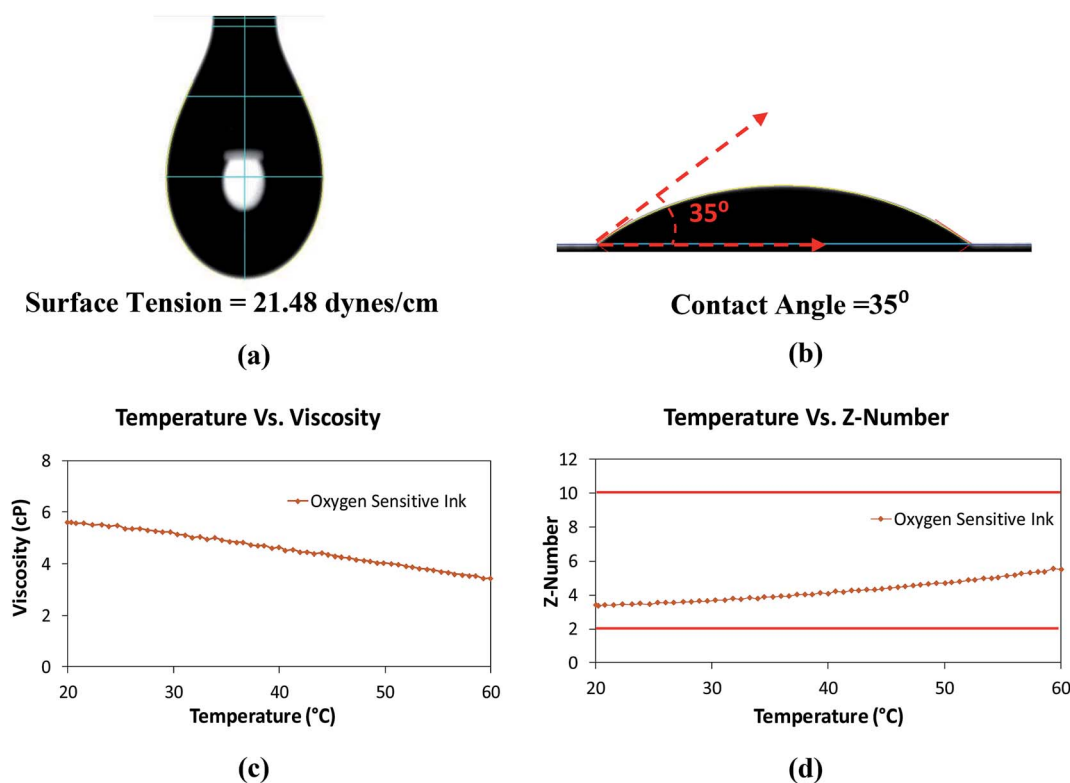 Surface Tension = 21.48 dynes/cm
(a)
35⁰
Contact Angle =35⁰
(b)
Temperature Vs. Viscosity
8
6
4
2
0
Viscosity (cP)
Oxygen Sensitive Ink
20 30 40 50 60
Temperature (°C)
(c)
Temperature Vs. Z-Number
12
10
8
6
4
2
0
Z-Number
Oxygen Sensitive Ink
20 30 40 50 60
Temperature (°C)
(d)